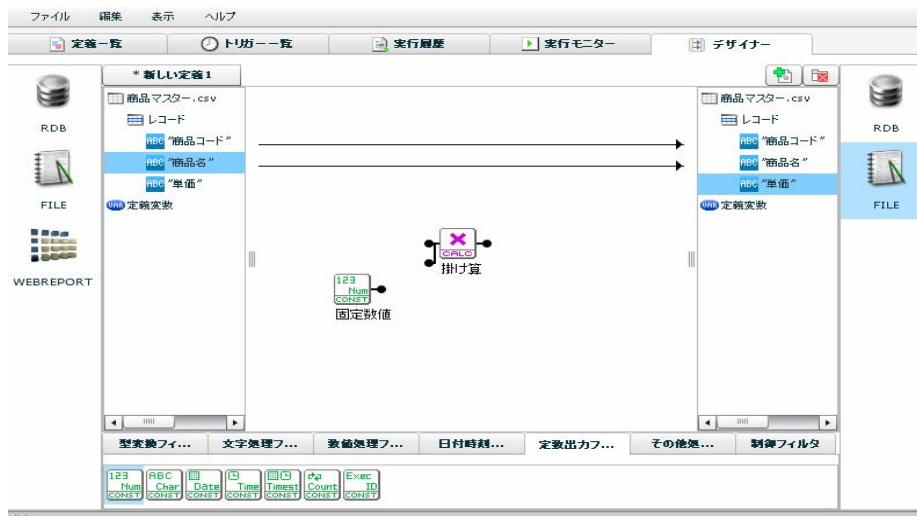 ファイル 編集 表示 ヘルプ
定義一覧 トリガー一覧 実行履歴 実行モニター デザイナー
* 新しい定義1
RDB
FILE
WEBREPORT
商品マスター.csv
レコード
ABC "商品コード"
ABC "商品名"
ABC "単価"
VAR 定義変数
CALC
掛け算
123
Num
CONST
固定数値
商品マスター.csv
レコード
ABC "商品コード"
ABC "商品名"
ABC "単価"
VAR 定義変数
RDB
FILE
型変換フィ... 文字処理フ... 数値処理フ... 日付時刻... 定数出力フ... その他処... 制御フィルタ
123 ABC Exec
Num Char Date Time Timest Count ID
CONST CONST CONST CONST CONST CONST CONST